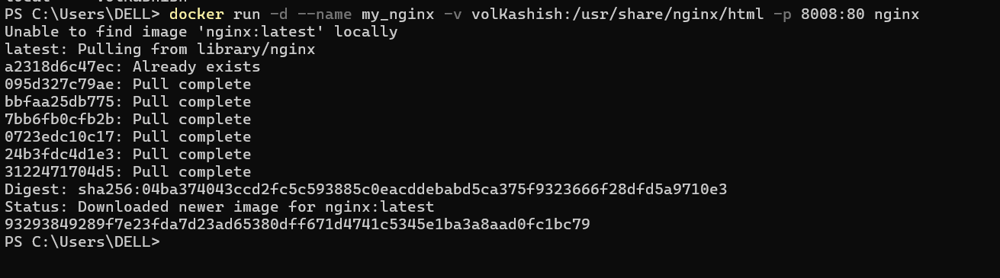 PS C:\Users\DELL> docker run -d --name my_nginx -v volKashish:/usr/share/nginx/html -p 8008:80 nginx
Unable to find image 'nginx:latest' locally
latest: Pulling from library/nginx
a2318d6c47ec: Already exists
095d327c79ae: Pull complete
bbfaa25db775: Pull complete
7bb6fb0cfb2b: Pull complete
0723edc10c17: Pull complete
24b3fdc4d1e3: Pull complete
3122471704d5: Pull complete
Digest: sha256:04ba374043ccd2fc5c593885c0eacddebabd5ca375f9323666f28dfd5a9710e3
Status: Downloaded newer image for nginx:latest
93293849289f7e23fda7d23ad65380dff671d4741c5345e1ba3a8aad0fc1bc79
PS C:\Users\DELL>